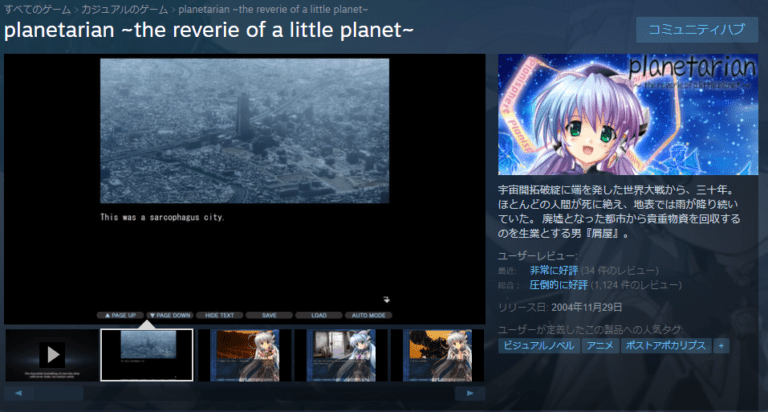 すべてのゲーム > カジュアルのゲーム > planetarian ~the reverie of a little planet~
planetarian ~the reverie of a little planet~
コミュニティハブ
This was a sarcophagus city.
▲ PAGE UP ▼ PAGE DOWN HIDE TEXT SAVE LOAD AUTO MODE
planetarian
宇宙開拓破綻に端を発した世界大戦から、三十年。
ほとんどの人間が死に絶え、地表では雨が降り続い
ていた。 廃墟となった都市から貴重物資を回収する
のを生業とする男『屑屋』。
ユーザーレビュー:
最近: 非常に好評 (34 件のレビュー)
総合: 圧倒的に好評 (1,124 件のレビュー)
リリース日: 2004年11月29日
ユーザーが定義したこの製品への人気タグ:
ビジュアルノベル アニメ ポストアポカリプス +